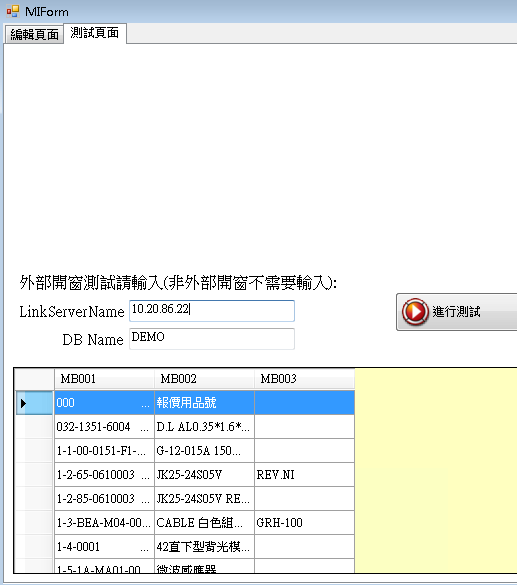 MIForm
編輯頁面 測試頁面
外部開窗測試請輸入(非外部開窗不需要輸入):
LinkServerName 10.20.86.22
進行測試
DB Name DEMO
MB001 MB002 MB003
000 ... 報價用品號
032-1351-6004 ... D.L AL0.35*1.6*...
1-1-00-0151-F1-... G-12-015A 150...
1-2-65-0610003 ... JK25-24S05V REV.NI
1-2-85-0610003 ... JK25-24S05V RE...
1-3-BEA-M04-00... CABLE 白色組... GRH-100
1-4-0001 ... 42直下型背光模...
1-5-1A-MA01-00... 微波感應器